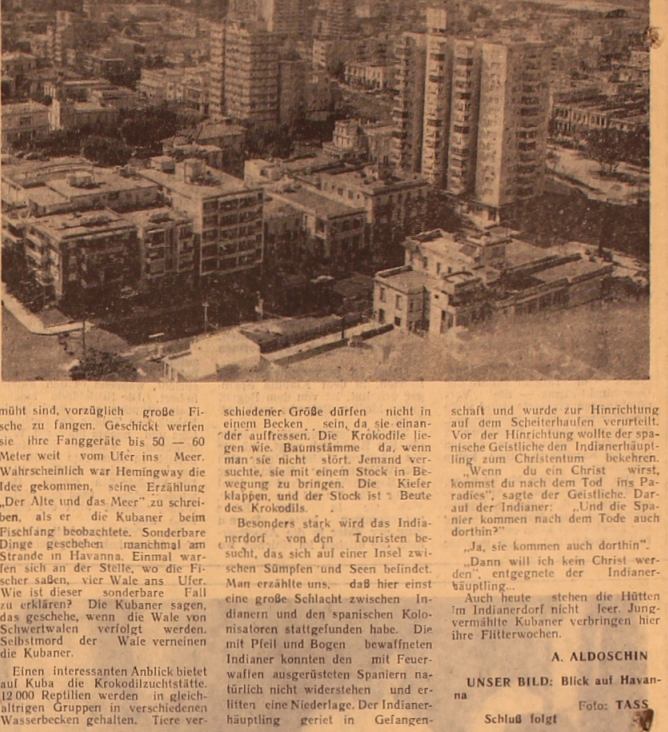 müht sind, vorzüglich große Fi-
sche zu fangen. Geschickt werfen
sie ihre Fanggeräte bis 50 — 60
Meter weit vom Ufer ins Meer.
Wahrscheinlich war Hemingway die
Idee gekommen, seine Erzählung
„Der Alte und das Meer" zu schrei-
ben, als er die Kubaner beim
Fischfang beobachtete. Sonderbare
Dinge geschehen manchmal am
Strande in Havanna. Einmal war-
fen sich an der Stelle, wo die Fi-
scher saßen, vier Wale ans Ufer.
Wie ist dieser sonderbare Fall
zu erklären? Die Kubaner sagen,
das geschehe, wenn die Wale von
Schwertwalen verfolgt werden.
Selbstmord der Wale verneinen
die Kubaner.
Einen interessanten Anblick bietet
auf Kuba die Krokodilzuchtstätte.
12 000 Reptilien werden in gleich-
altrigen Gruppen in verschiedenen
Wasserbecken gehalten. Tiere ver-
schiedener Größe dürfen nicht in
einem Becken sein, da sie einan-
der auffressen. Die Krokodile lie-
gen wie Baumstämme da, wenn
man sie nicht stört. Jemand ver-
suchte, sie mit einem Stock in Be-
wegung zu bringen. Die Kiefer
klappen, und der Stock ist Beute
des Krokodils.
Besonders stark wird das India-
nerdorf von den Touristen be-
sucht, das sich auf einer Insel zwi-
schen Sümpfen und Seen befindet.
Man erzählte uns, daß hier einst
eine große Schlacht zwischen In-
dianern und den spanischen Kolo-
nisatoren stattgefunden habe. Die
mit Pfeil und Bogen bewaffneten
Indianer konnten den mit Feuer-
waffen ausgerüsteten Spaniern na-
türlich nicht widerstehen und er-
litten eine Niederlage. Der Indianer-
häuptling geriet in Gefangen-
schaft und wurde zur Hinrichtung
auf dem Scheiterhaufen verurteilt.
Vor der Hinrichtung wollte der spa-
nische Geistliche den Indianerhäupt-
ling zum Christentum bekehren.
„Wenn du ein Christ wirst,
kommst du nach dem Tod ins Pa-
radies", sagte der Geistliche. Dar-
auf der Indianer: „Und die Spa-
nier kommen nach dem Tode auch
dorthin?"
„Ja, sie kommen auch dorthin".
„Dann will ich kein Christ wer-
den", entgegnete der Indianer-
häuptling...
Auch heute stehen die Hütten
im Indianerdorf nicht leer. Jung-
vermählte Kubaner verbringen hier
ihre Flitterwochen.
A. ALDOSCHIN
UNSER BILD: Blick auf Havan-
na
Foto: TASS
Schluß folgt